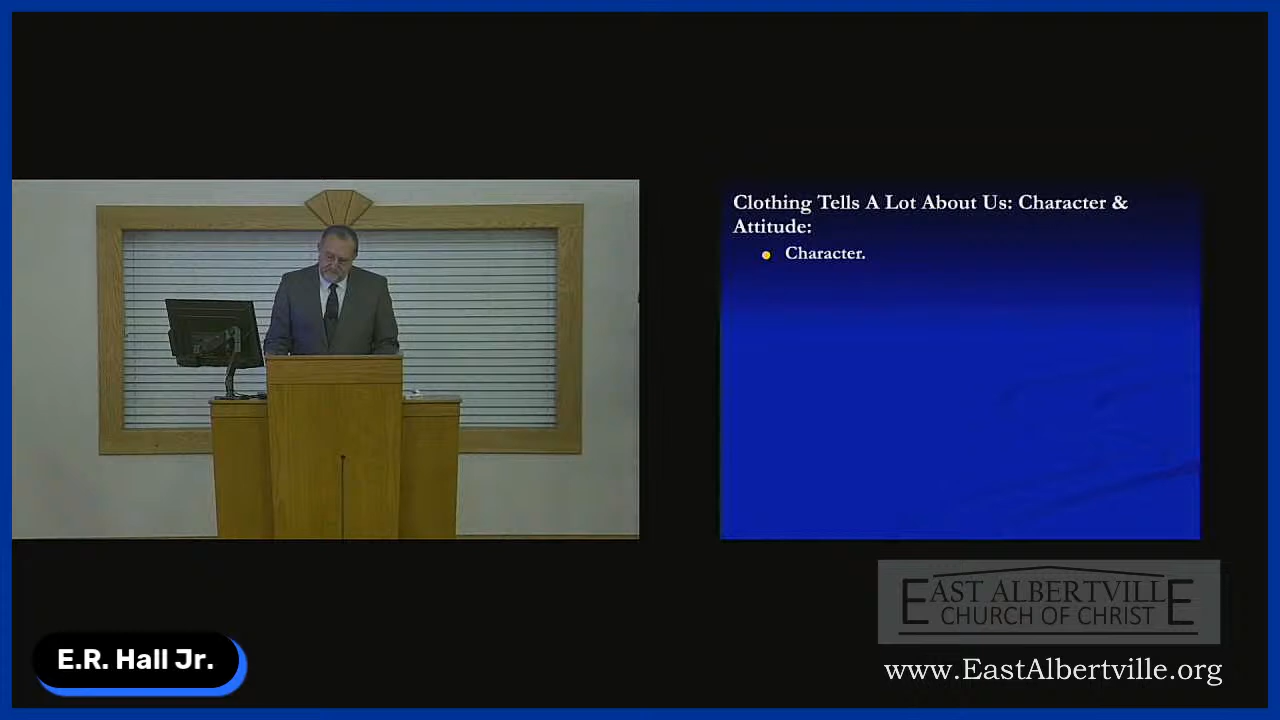 Clothing Tells A Lot About Us: Character &
Attitude:
Character.
EAST ALBERTVILLE
CHURCH OF CHRIST
E.R. Hall Jr.
www.EastAlbertville.org